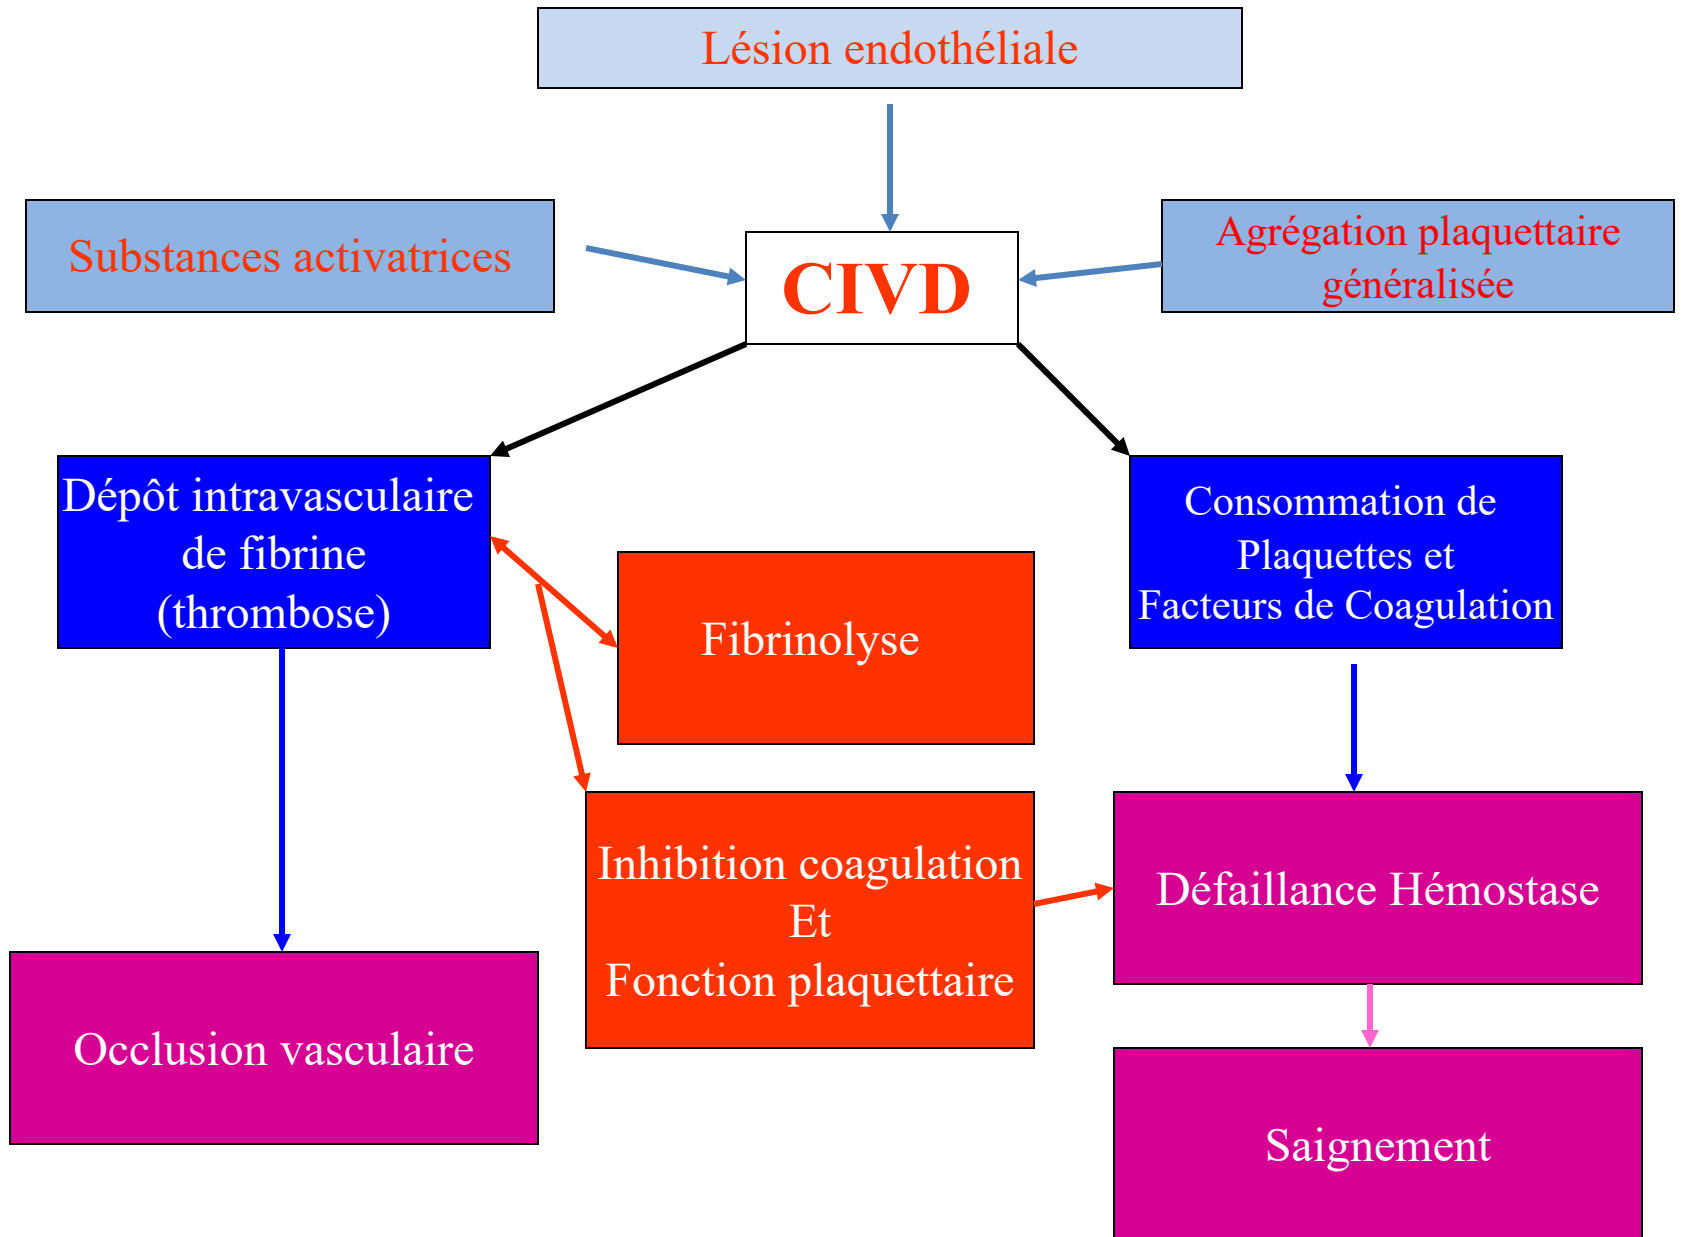 Lésion endothéliale
Substances activatrices
CIVD
Agrégation plaquettaire
généralisée
Dépôt intravasculaire
de fibrine
(thrombose)
Consommation de
Plaquettes et
Facteurs de Coagulation
Fibrinolyse
Inhibition coagulation
Et
Fonction plaquettaire
Défaillance Hémostase
Occlusion vasculaire
Saignement